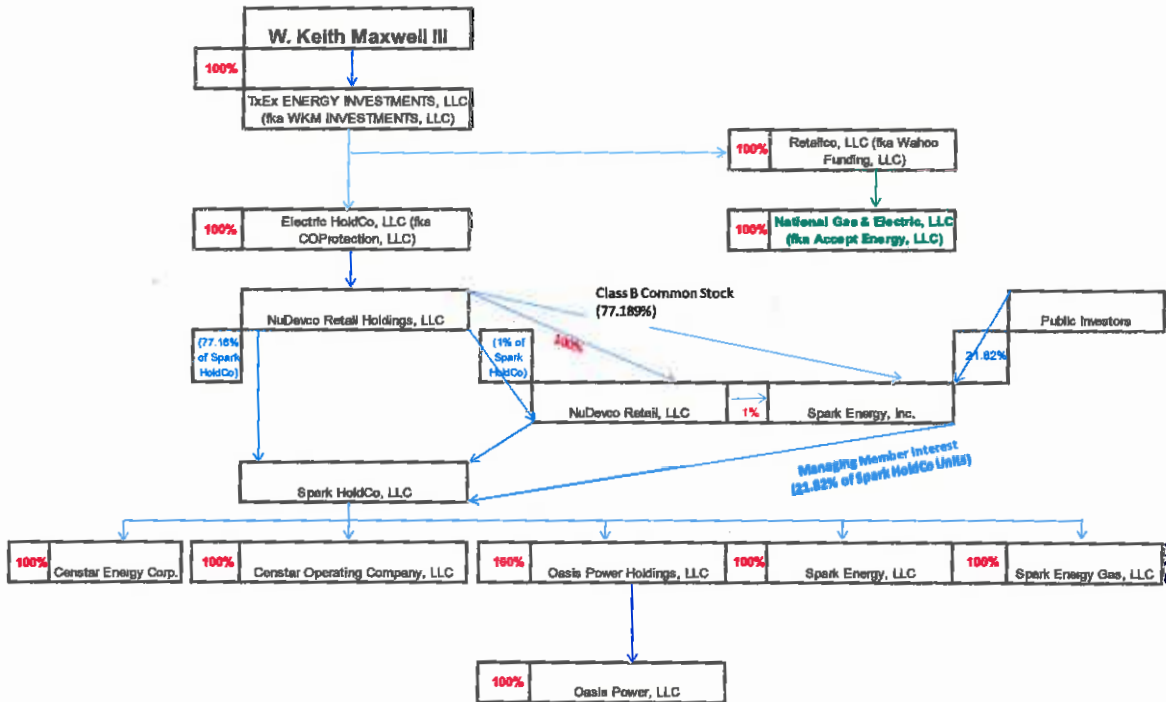 W. Keith Maxwell III
100%
TxEx ENERGY INVESTMENTS, LLC
(fka WKM INVESTMENTS, LLC)
100%
Retailco, LLC (fka Wahoo
Funding, LLC)
100%
Electric HoldCo, LLC (fka
COProtection, LLC)
100%
National Gas & Electric, LLC
(fka Accept Energy, LLC)
Class B Common Stock
(77.189%)
NuDevco Retail Holdings, LLC
Public Investors
(77.18%
of Spark
HoldCo)
(1% of
Spark
HoldCo)
100%
21.82%
NuDevco Retail, LLC
1%
Spark Energy, Inc.
Managing Member Interest
(21.82% of Spark HoldCo Units)
Spark HoldCo, LLC
100%
Censtar Energy Corp.
100%
Censtar Operating Company, LLC
100%
Oasis Power Holdings, LLC
100%
Spark Energy, LLC
100%
Spark Energy Gas, LLC
100%
Oasis Power, LLC